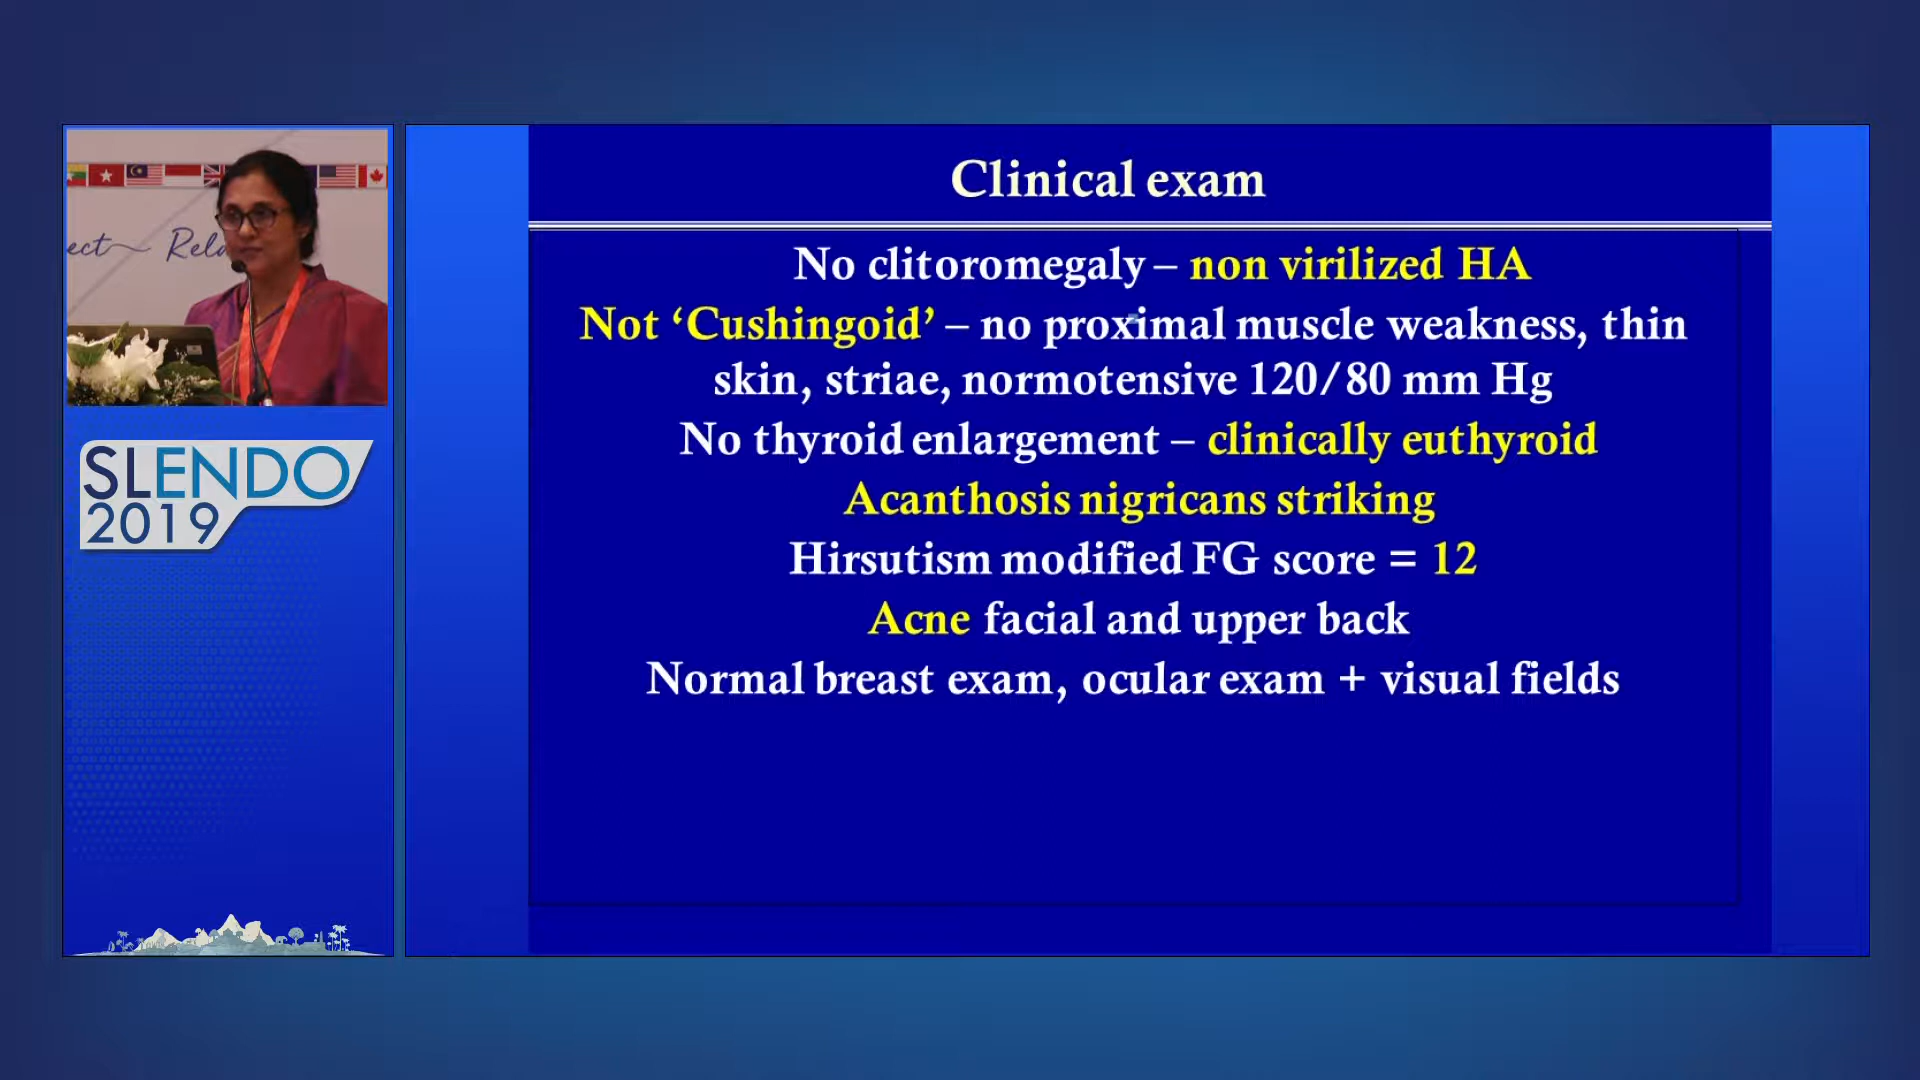 ect Rela
SLENDO
2019
Clinical exam
No clitoromegaly – non virilized HA
Not ‘Cushingoid’ – no proximal muscle weakness, thin
skin, striae, normotensive 120/80 mm Hg
No thyroid enlargement – clinically euthyroid
Acanthosis nigricans striking
Hirsutism modified FG score = 12
Acne facial and upper back
Normal breast exam, ocular exam + visual fields